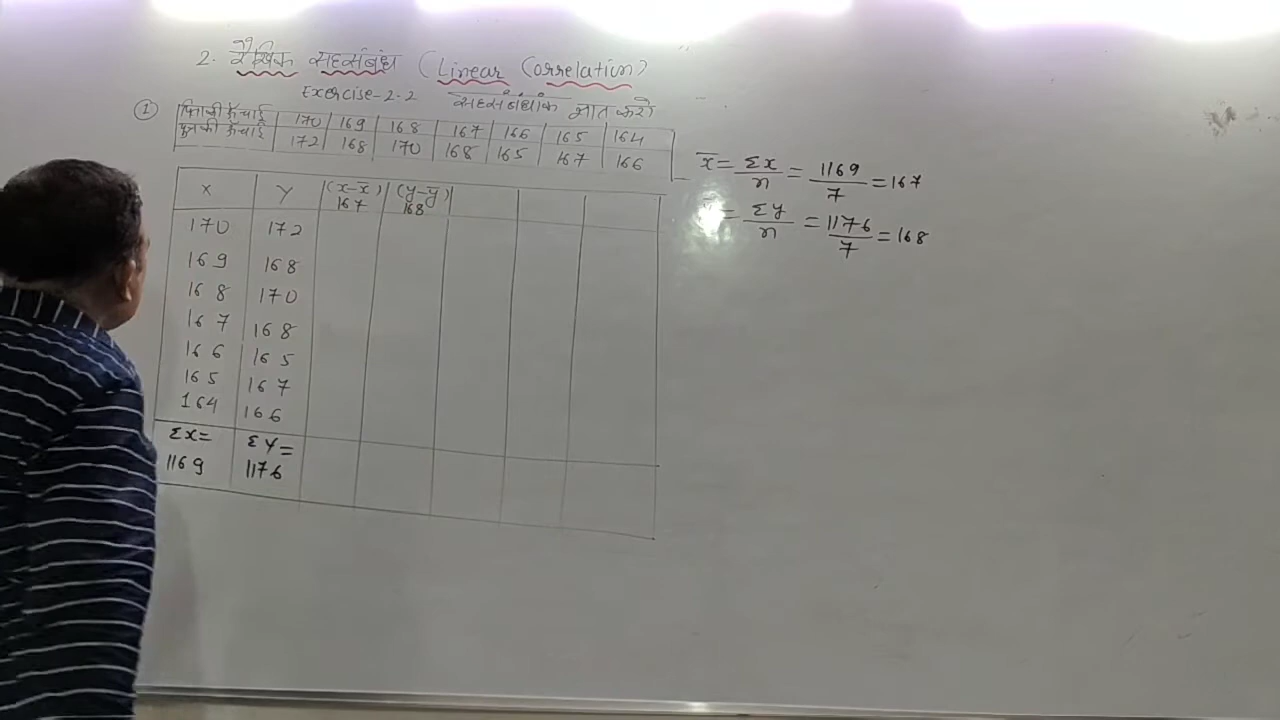 2. रैखिक सहसंबंध (Linear Correlation)
Exercise-2.2 सहसंबंधांक ज्ञात करो
① पिता की ऊँचाई 170 169 168 167 166 165 164
पुत्र की ऊँचाई 172 168 170 168 165 167 166
x̄ = Σx/n = 1169/7 = 167
= Σy/n = 1176/7 = 168
X Y (x-x̄) (y-ȳ)
167 168
170 172
169 168
168 170
167 168
166 165
165 167
164 166
Σx= Σy=
1169 1176